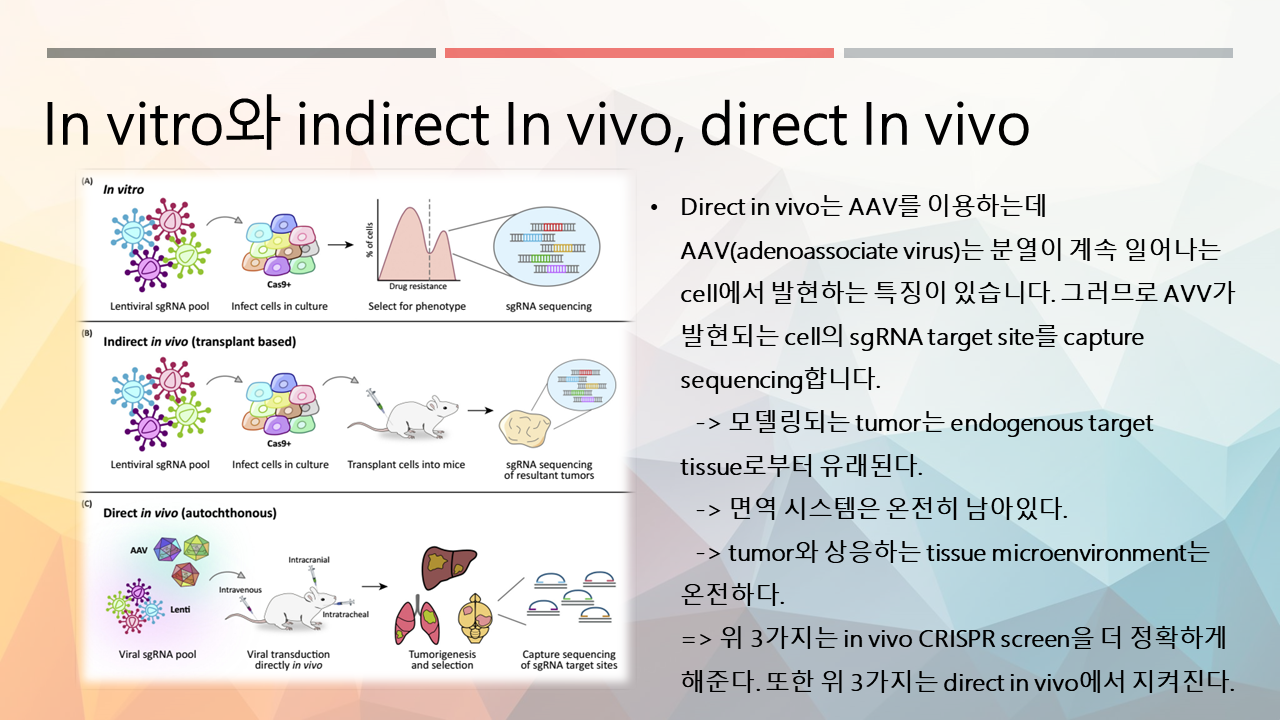 In vitro와 indirect In vivo, direct In vivo
(A)
In vitro
% of cells
Cas9+
Drug resistance
Lentiviral sgRNA pool
Infect cells in culture
Select for phenotype
sgRNA sequencing
(B)
Indirect in vivo (transplant based)
Cas9+
Lentiviral sgRNA pool
Infect cells in culture
Transplant cells into mice
sgRNA sequencing
of resultant tumors
(C)
Direct in vivo (autochthonous)
AAV
Lenti
Intracranial
Intravenous
Intratracheal
Viral sgRNA pool
Viral transduction
directly in vivo
Tumorigenesis
and selection
Capture sequencing
of sgRNA target sites
• Direct in vivo는 AAV를 이용하는데
AAV(adenoassociate virus)는 분열이 계속 일어나는
cell에서 발현하는 특징이 있습니다. 그러므로 AVV가
발현되는 cell의 sgRNA target site를 capture
sequencing합니다.
-> 모델링되는 tumor는 endogenous target
tissue로부터 유래된다.
-> 면역 시스템은 온전히 남아있다.
-> tumor와 상응하는 tissue microenvironment는
온전하다.
=> 위 3가지는 in vivo CRISPR screen을 더 정확하게
해준다. 또한 위 3가지는 direct in vivo에서 지켜진다.